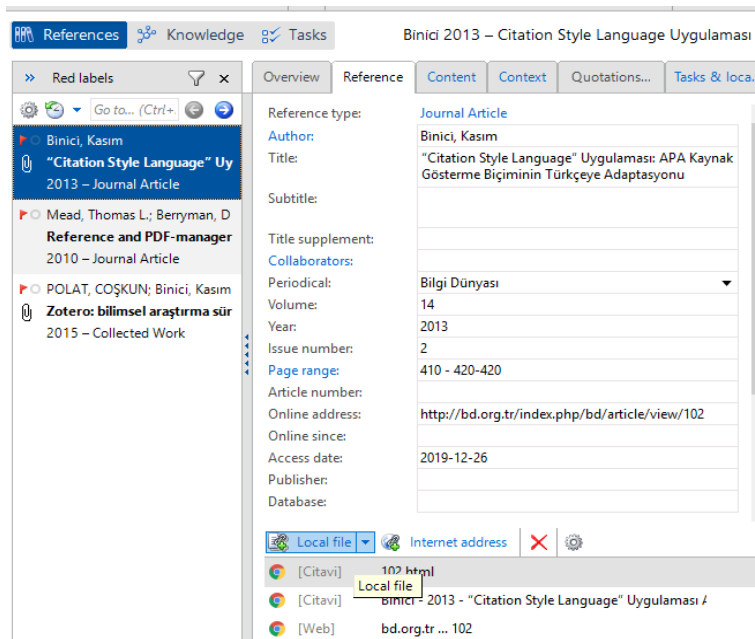 References Knowledge Tasks Binici 2013 – Citation Style Language Uygulaması
Red labels
Go to... (Ctrl+
Binici, Kasım
“Citation Style Language” Uy
2013 – Journal Article
Mead, Thomas L.; Berryman, D
Reference and PDF-manager
2010 – Journal Article
POLAT, COŞKUN; Binici, Kasım
Zotero: bilimsel araştırma sür
2015 – Collected Work
Overview Reference Content Context Quotations... Tasks & loca.
Reference type: Journal Article
Author: Binici, Kasım
Title: “Citation Style Language” Uygulaması: APA Kaynak
Gösterme Biçiminin Türkçeye Adaptasyonu
Subtitle:
Title supplement:
Collaborators:
Periodical: Bilgi Dünyası
Volume: 14
Year: 2013
Issue number: 2
Page range: 410 - 420-420
Article number:
Online address: http://bd.org.tr/index.php/bd/article/view/102
Online since:
Access date: 2019-12-26
Publisher:
Database:
Local file Internet address
[Citavi] 102.html
Local file
[Citavi] Binici - 2013 - “Citation Style Language” Uygulaması
[Web] bd.org.tr ... 102